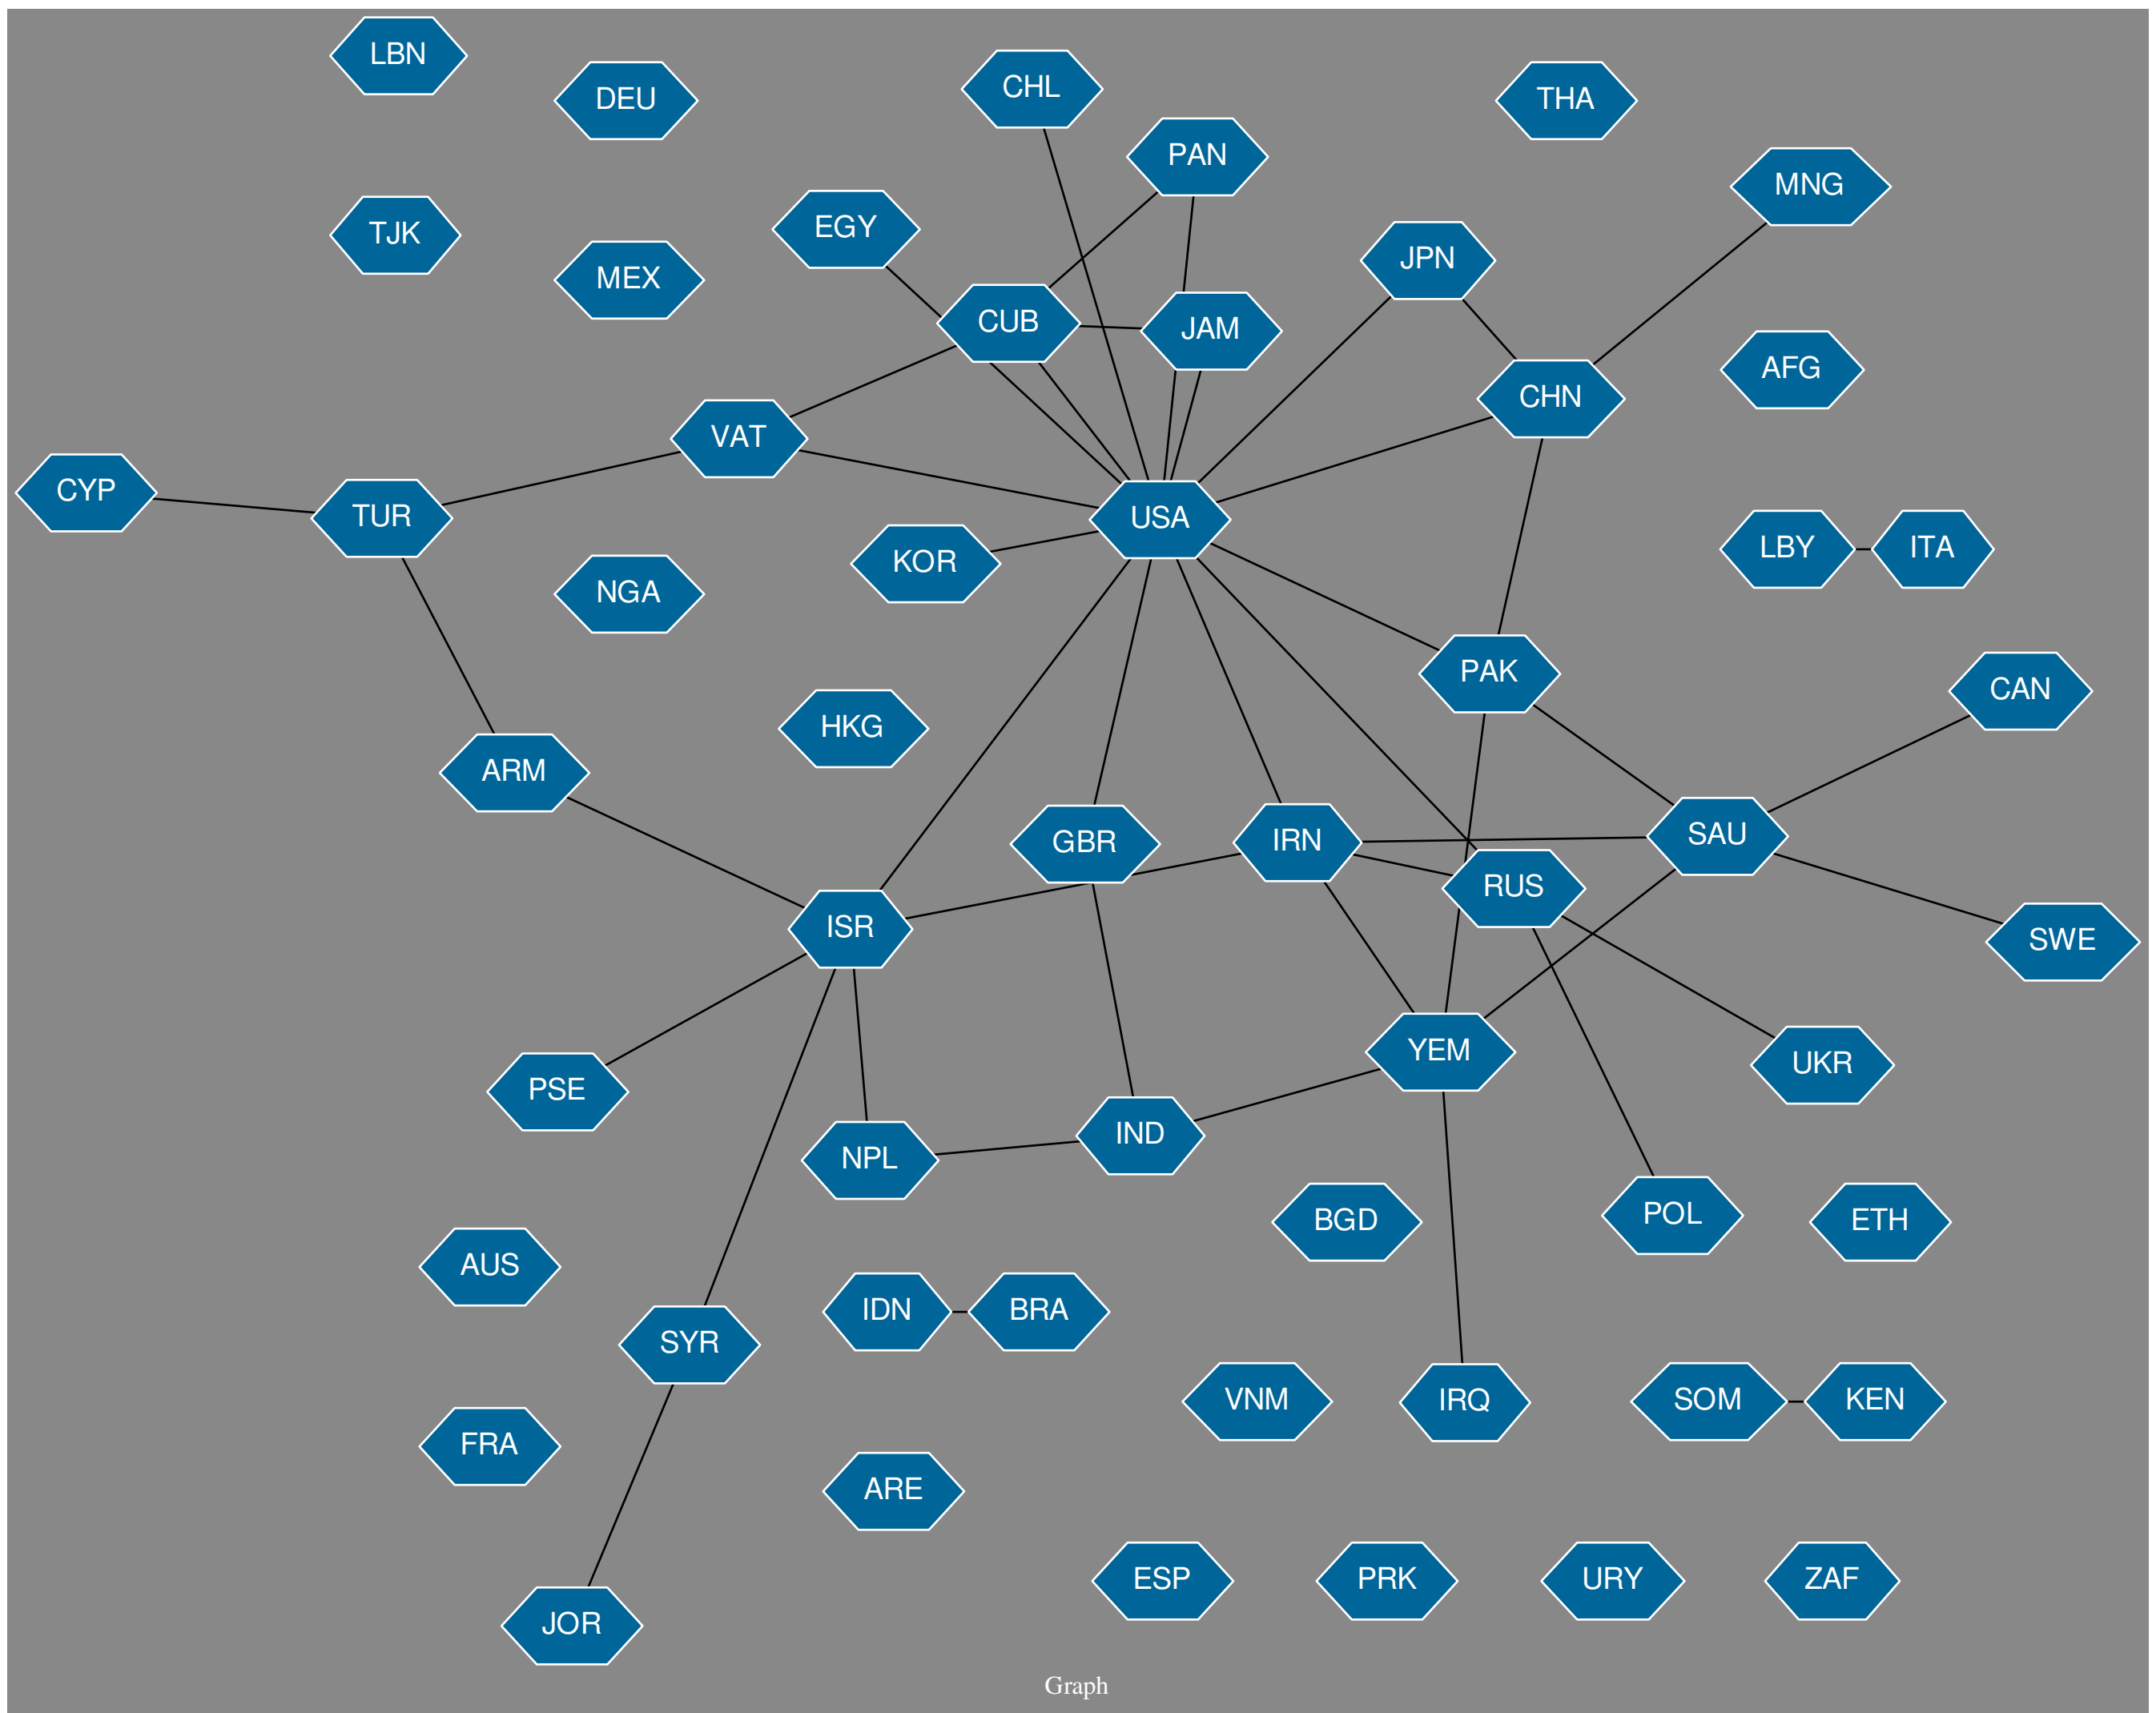 LBN
DEU
CHL
THA
PAN
MNG
EGY
TJK
JPN
MEX
CUB
JAM
AFG
CHN
VAT
CYP
TUR
USA
LBY
ITA
KOR
NGA
PAK
CAN
HKG
ARM
SAU
GBR
IRN
RUS
ISR
SWE
YEM
UKR
PSE
IND
NPL
POL
BGD
ETH
AUS
IDN
BRA
SYR
VNM
IRQ
SOM
KEN
FRA
ARE
ESP
PRK
URY
ZAF
JOR
Graph